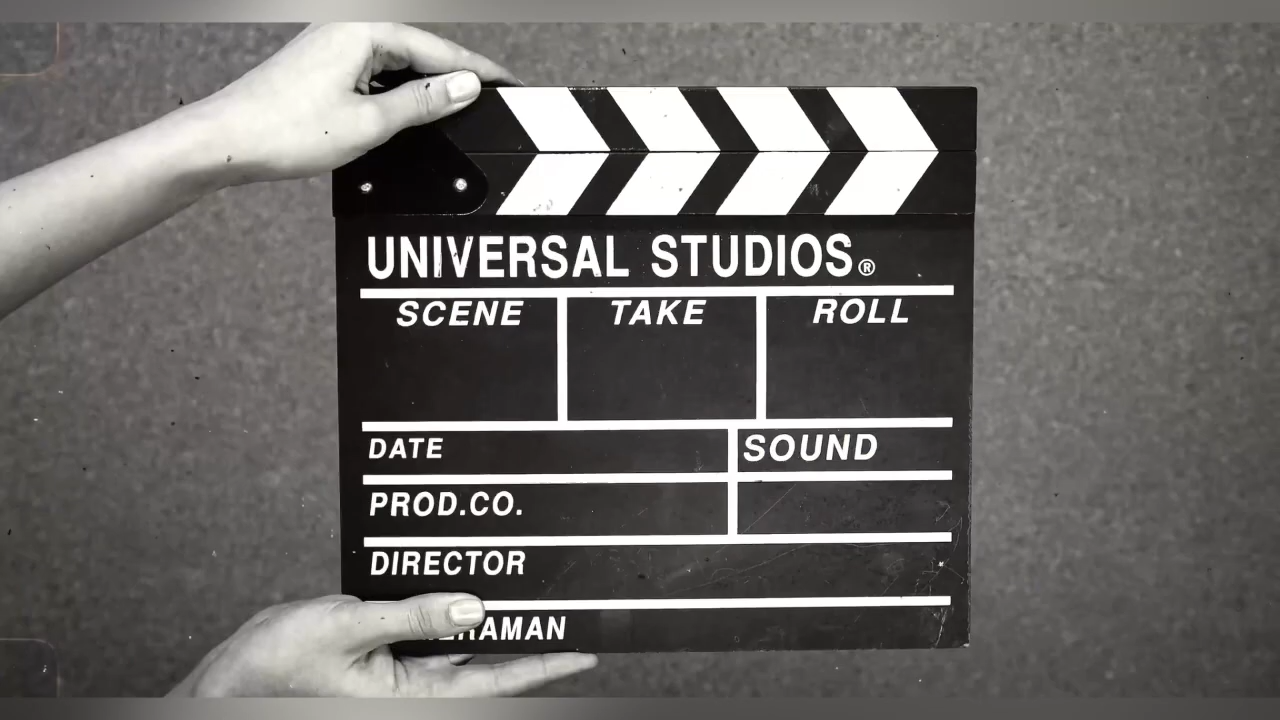 UNIVERSAL STUDIOS®
SCENE TAKE ROLL
DATE SOUND
PROD.CO.
DIRECTOR